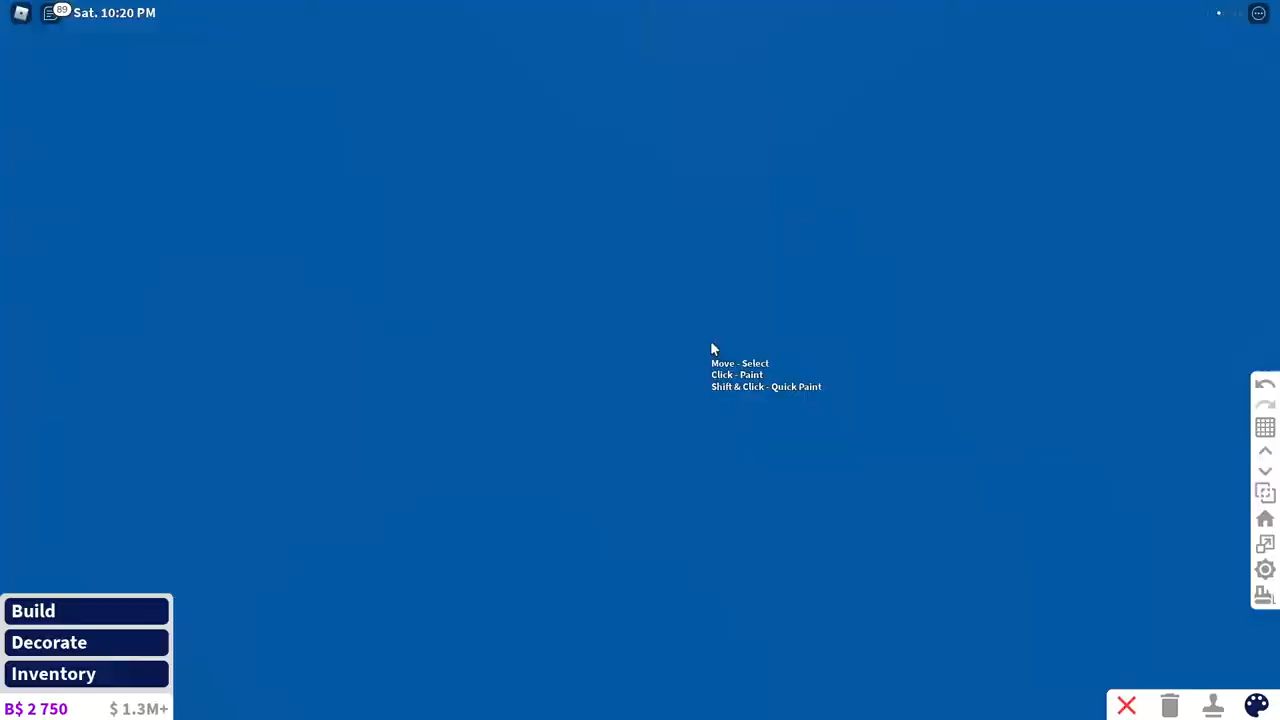 89
Sat. 10:20 PM
Move - Select
Click - Paint
Shift & Click - Quick Paint
Build
Decorate
Inventory
B$ 2 750
$ 1.3M+